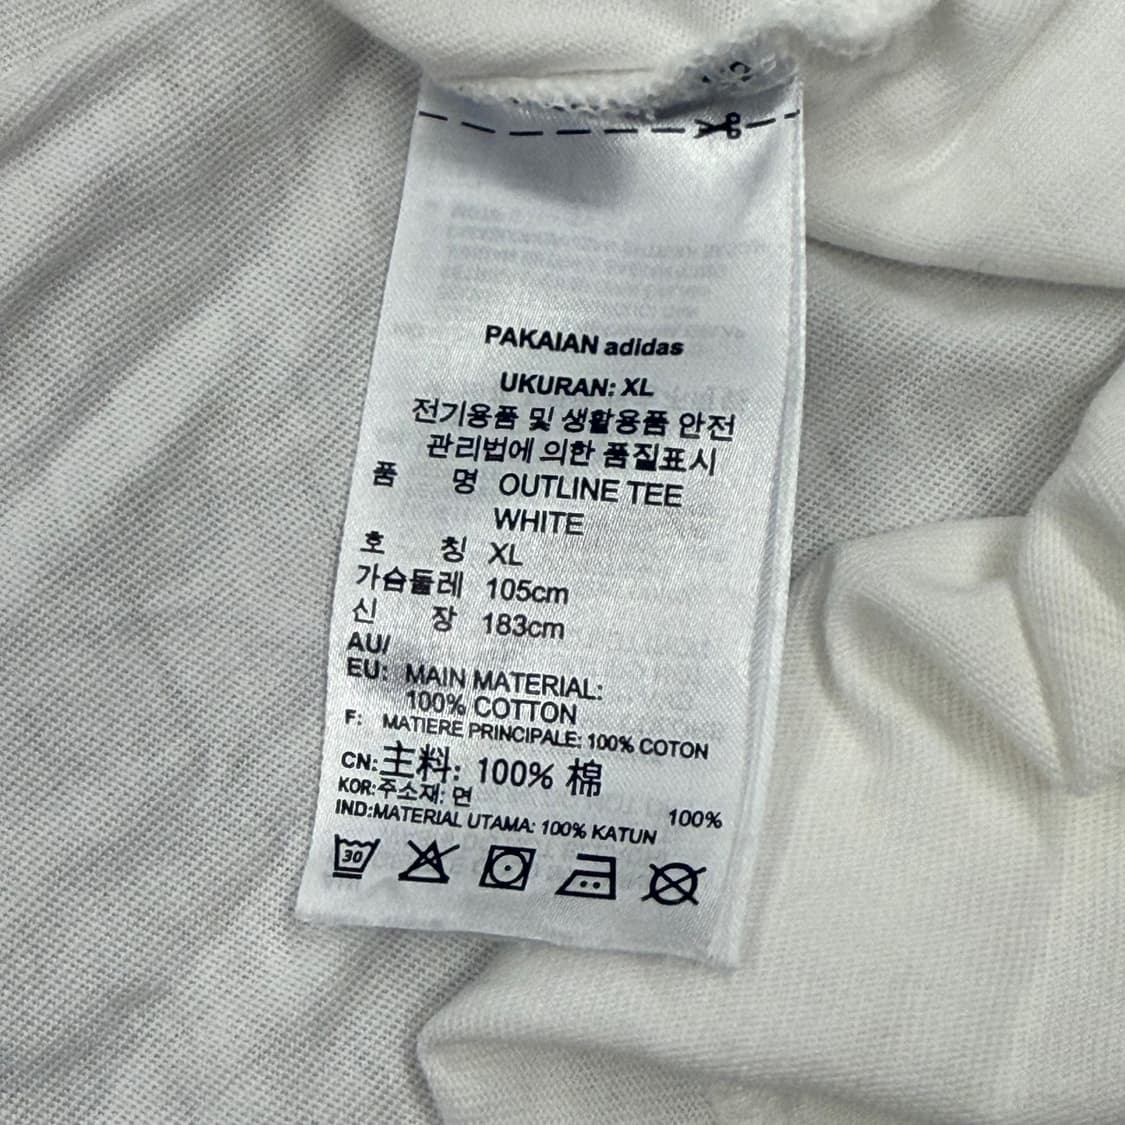 PAKAIAN adidas
UKURAN: XL
전기용품 및 생활용품 안전
관리법에 의한 품질표시
품 명 OUTLINE TEE
WHITE
호 칭 XL
가슴둘레 105cm
신 장 183cm
AU/
EU: MAIN MATERIAL:
100% COTTON
F: MATIERE PRINCIPALE: 100% COTON
CN:主料: 100% 棉
KOR:주소재: 면 100%
IND:MATERIAL UTAMA: 100% KATUN
30